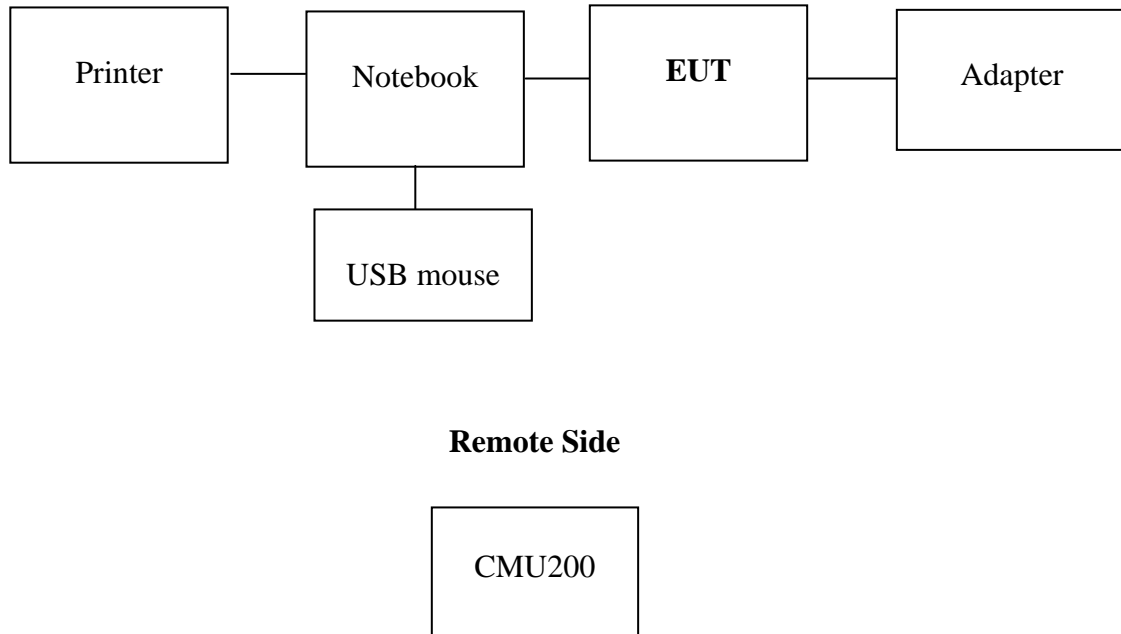 Printer
Notebook
EUT
Adapter
USB mouse
Remote Side
CMU200